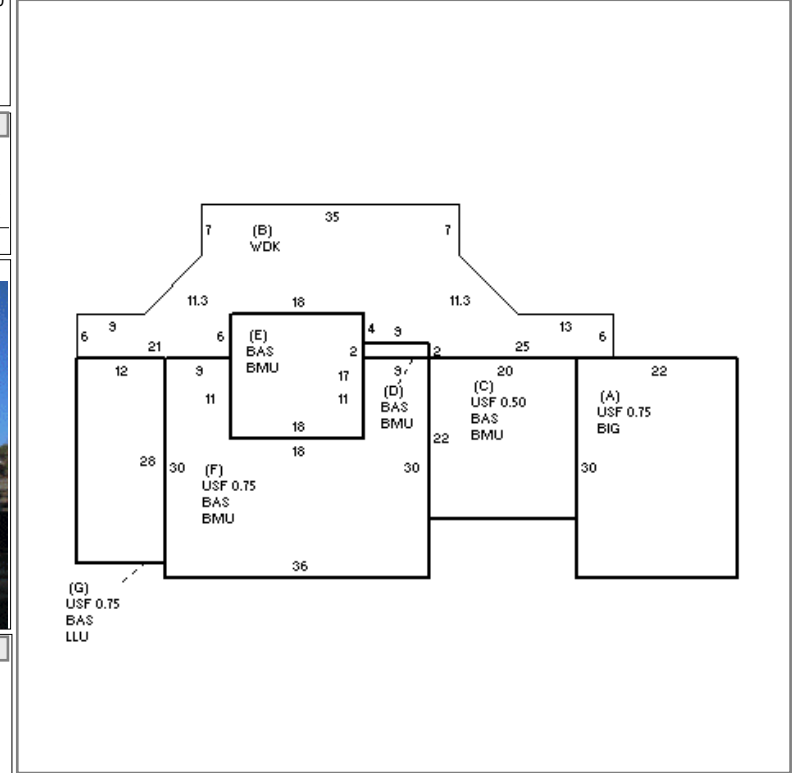 35
7
(B)
WDK
7
11.3
18
11.3
6
9
21
6
(E)
BAS
BMU
4
9
2
2
13
6
25
12
9
17
9
20
22
11
11
(D)
BAS
BMU
(C)
USF 0.50
BAS
BMU
(A)
USF 0.75
BIG
18
18
22
28
30
(F)
USF 0.75
BAS
BMU
30
30
36
(G)
USF 0.75
BAS
LLU